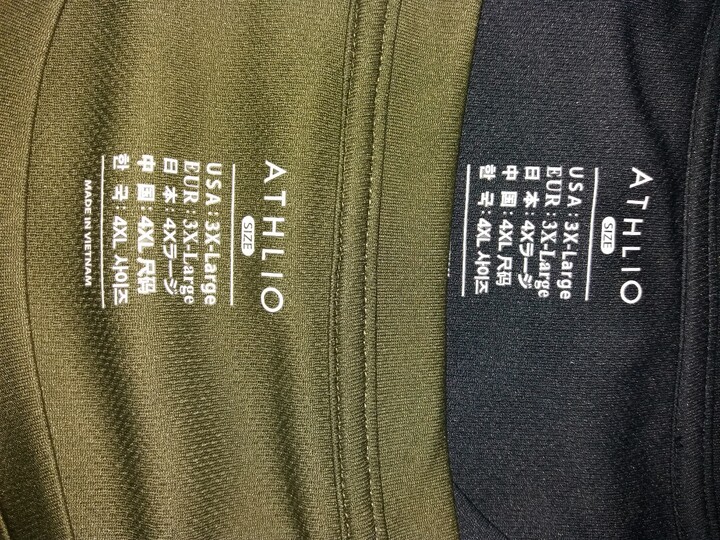 ATHLIO
SIZE
USA : 3X-Large
EUR : 3X-Large
日 本 : 4Xラージ
中 國 : 4XL 尺码
한 국 : 4XL 사이즈
MADE IN VIETNAM
ATHLIO
SIZE
USA : 3X-Large
EUR : 3X-Large
日 本 : 4Xラージ
中 國 : 4XL 尺码
한 국 : 4XL 사이즈